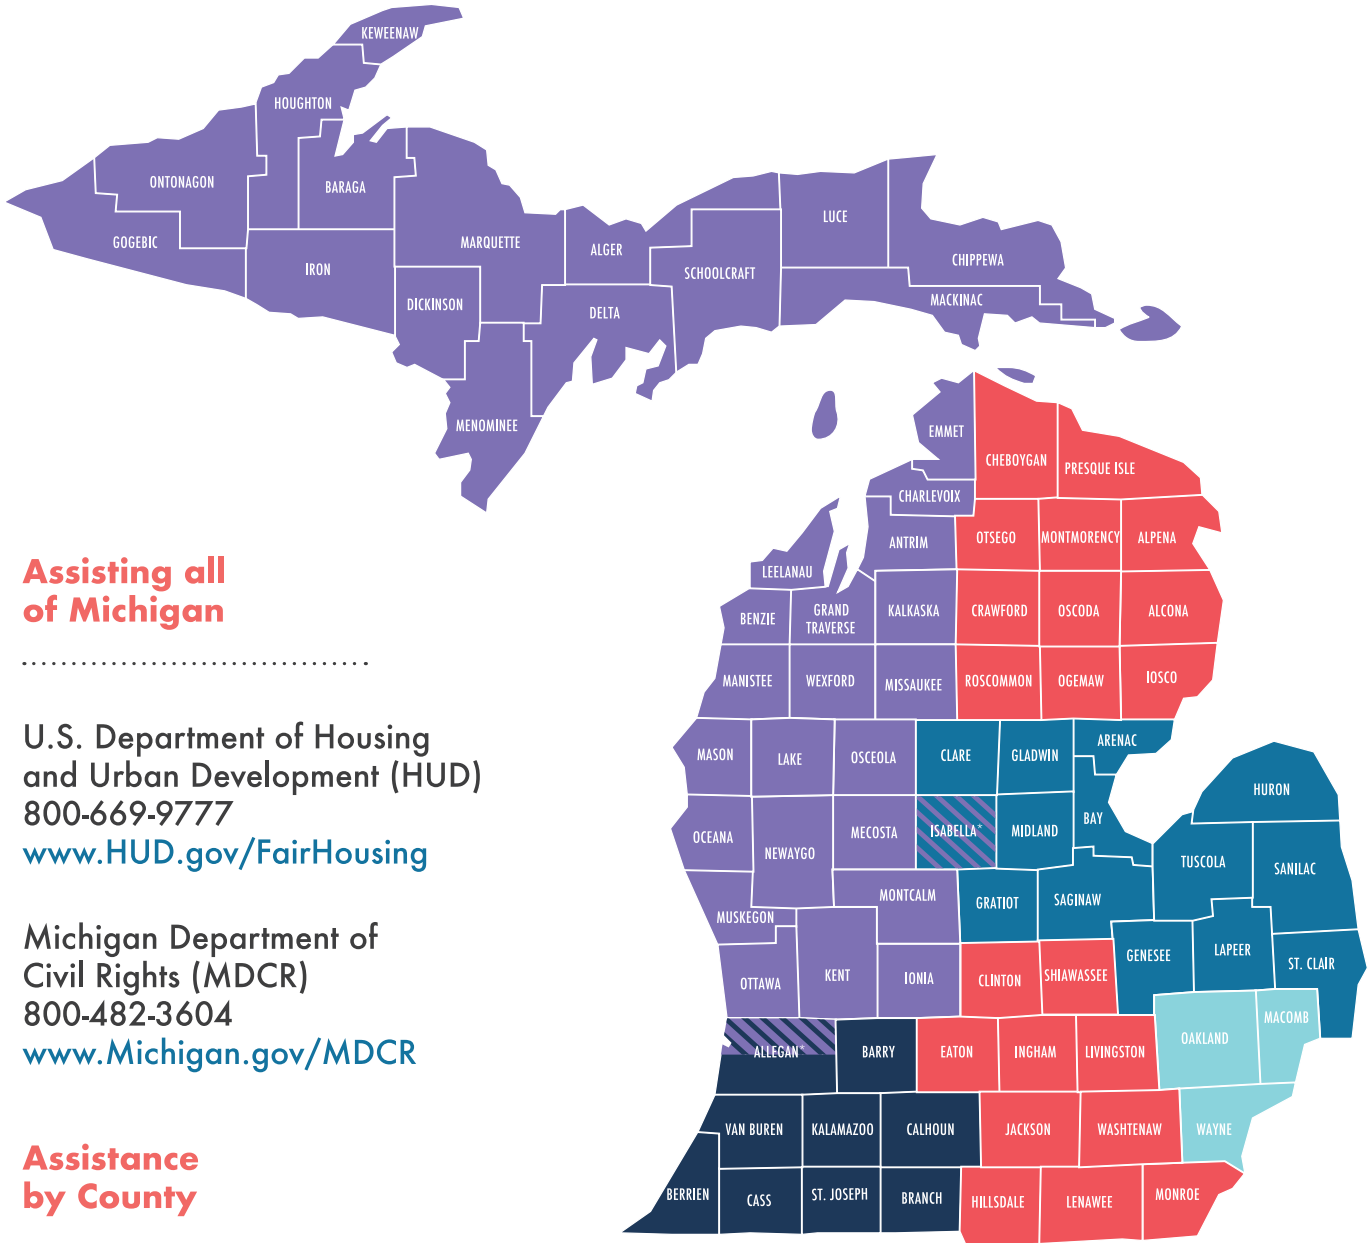 KEWEENAW
HOUGHTON
ONTONAGON
BARAGA
GOGEBIC
IRON
MARQUETTE
ALGER
LUCE
SCHOOLCRAFT
CHIPPEWA
DICKINSON
DELTA
MACKINAC
MENOMINEE
EMMET
CHEBOYGAN
PRESQUE ISLE
CHARLEVOIX
ANTRIM
OTSEGO
MONTMORENCY
ALPENA
LEELANAU
BENZIE
GRAND
TRAVERSE
KALKASKA
CRAWFORD
OSCODA
ALCONA
MANISTEE
WEXFORD
MISSAUKEE
ROSCOMMON
OGEMAW
IOSCO
MASON
LAKE
OSCEOLA
CLARE
GLADWIN
ARENAC
HURON
OCEANA
NEWAYGO
MECOSTA
ISABELLA*
MIDLAND
BAY
TUSCOLA
SANILAC
MUSKEGON
MONTCALM
GRATIOT
SAGINAW
GENESEE
LAPEER
ST. CLAIR
OTTAWA
KENT
IONIA
CLINTON
SHIAWASSEE
OAKLAND
MACOMB
ALLEGAN*
BARRY
EATON
INGHAM
LIVINGSTON
VAN BUREN
KALAMAZOO
CALHOUN
JACKSON
WASHTENAW
WAYNE
BERRIEN
CASS
ST. JOSEPH
BRANCH
HILLSDALE
LENAWEE
MONROE
Assisting all
of Michigan
U.S. Department of Housing
and Urban Development (HUD)
800-669-9777
www.HUD.gov/FairHousing
Michigan Department of
Civil Rights (MDCR)
800-482-3604
www.Michigan.gov/MDCR
Assistance
by County